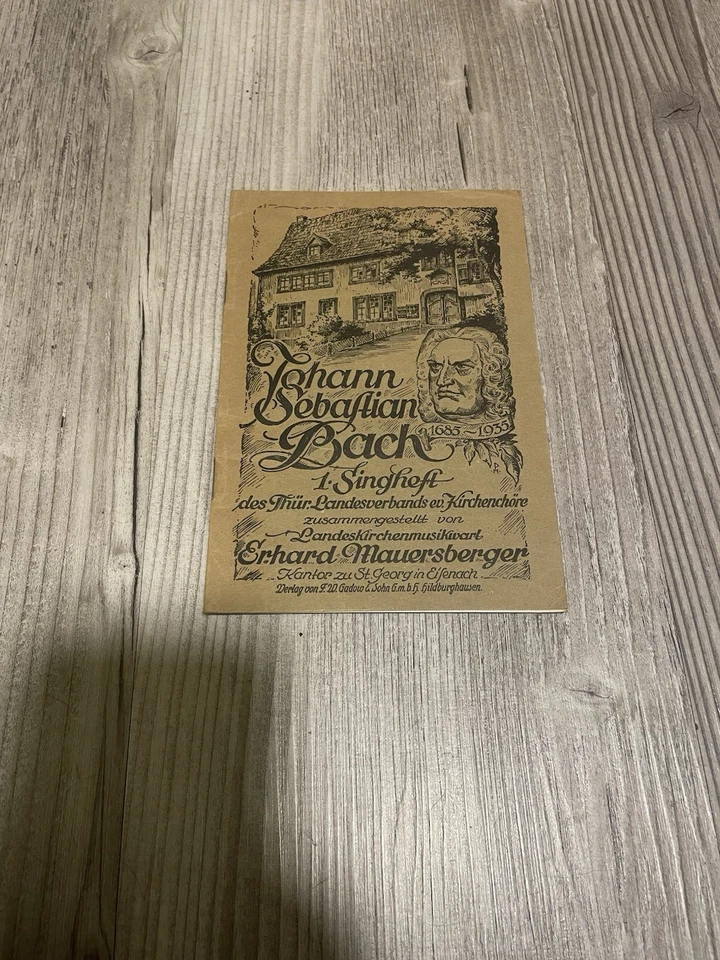 Johann
Sebastian
Bach
1685~1935
1. Singheft
des Thür. Landesverbands ev. Kirchenchöre
zusammengestellt von
Landeskirchenmusikwart
Erhard Mauersberger
Kantor zu St. Georg in Eisenach
Verlag von F. W. Gadow & Sohn G.m.b.H. Hildburghausen.